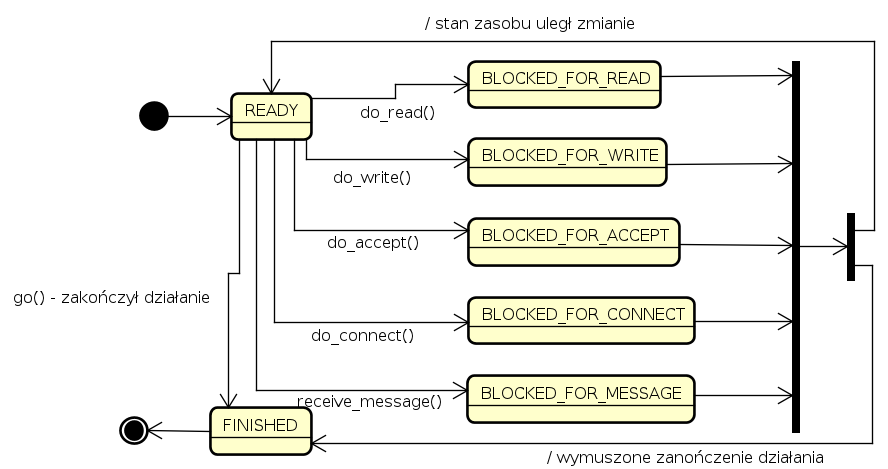 / stan zasobu uległ zmianie
BLOCKED_FOR_READ
READY
do_read()
BLOCKED_FOR_WRITE
do_write()
BLOCKED_FOR_ACCEPT
do_accept()
go() - zakończył działanie
BLOCKED_FOR_CONNECT
do_connect()
BLOCKED_FOR_MESSAGE
receive_message()
FINISHED
/ wymuszone zanończenie działania